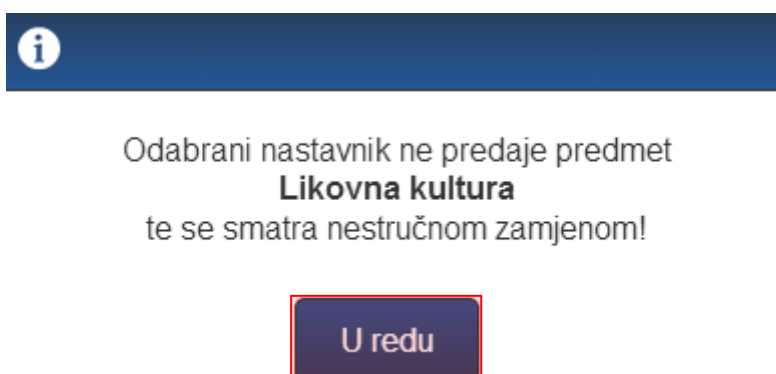 Odabrani nastavnik ne predaje predmet
Likovna kultura
te se smatra nestručnom zamjenom!
U redu